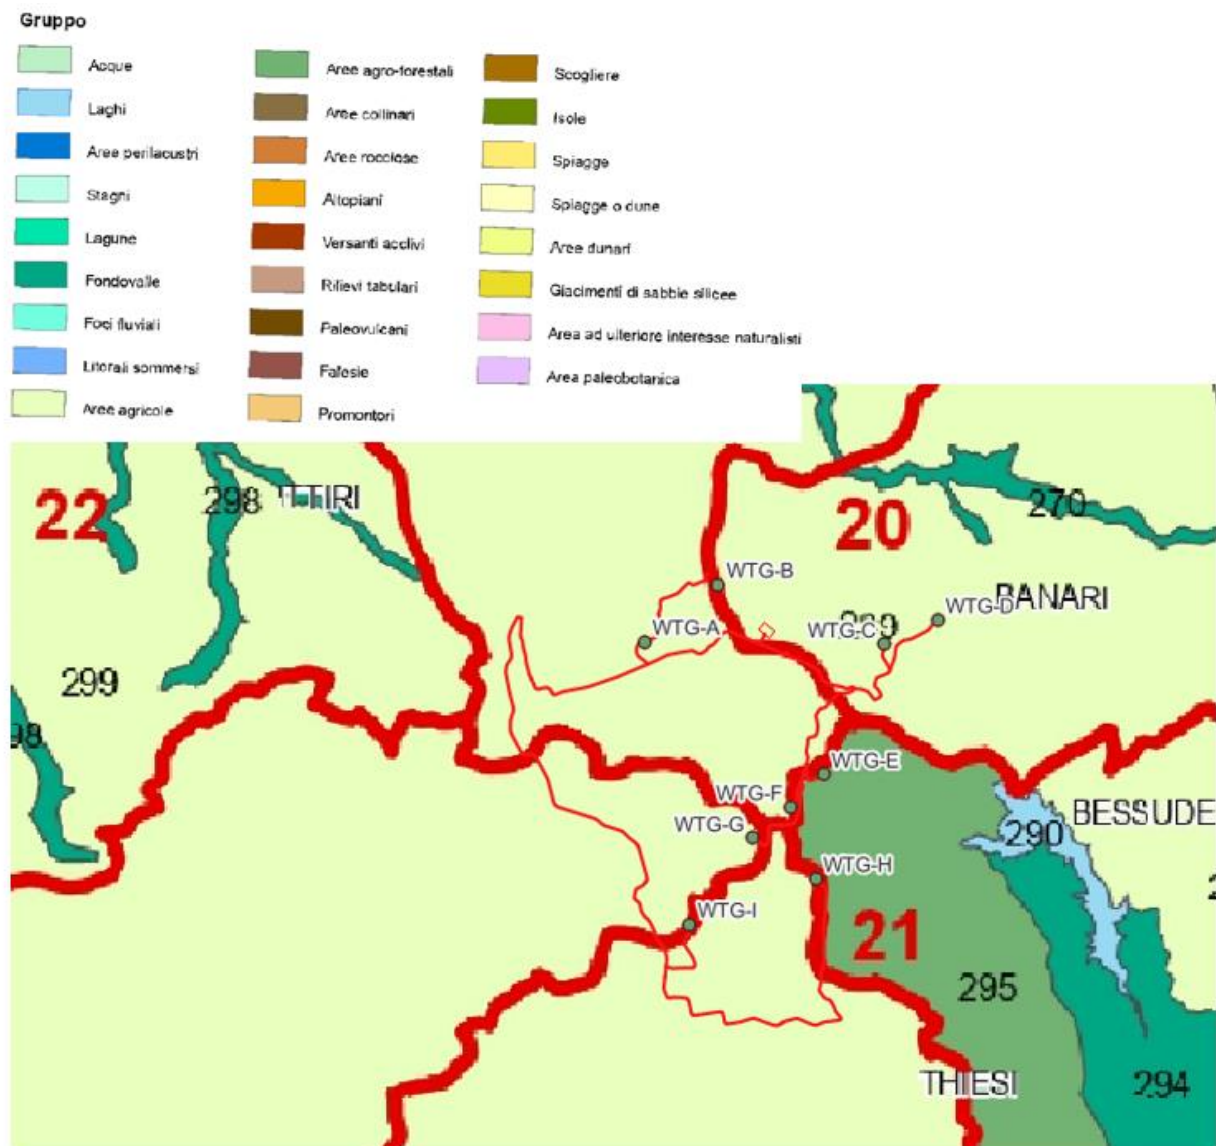 Gruppo
Acque
Laghi
Aree perilacustri
Stagni
Lagune
Fondovalle
Foci fluviali
Litorali sommersi
Aree agricole
Aree agro-forestali
Aree collinari
Aree rocciose
Altopiani
Versanti acclivi
Rilievi tabulari
Paleovulcani
Falesie
Promontori
Scogliere
Isole
Spiagge
Spiagge o dune
Aree dunari
Giacimenti di sabbie silicee
Area ad ulteriore interesse naturalisti
Area paleobotanica
22
298
ITTIRI
20
270
WTG-B
BANARI
WTG-D
WTG-A
WTG-C
299
98
WTG-E
WTG-F
WTG-G
290
BESSUDE
WTG-H
WTG-I
21
295
THIESI
294